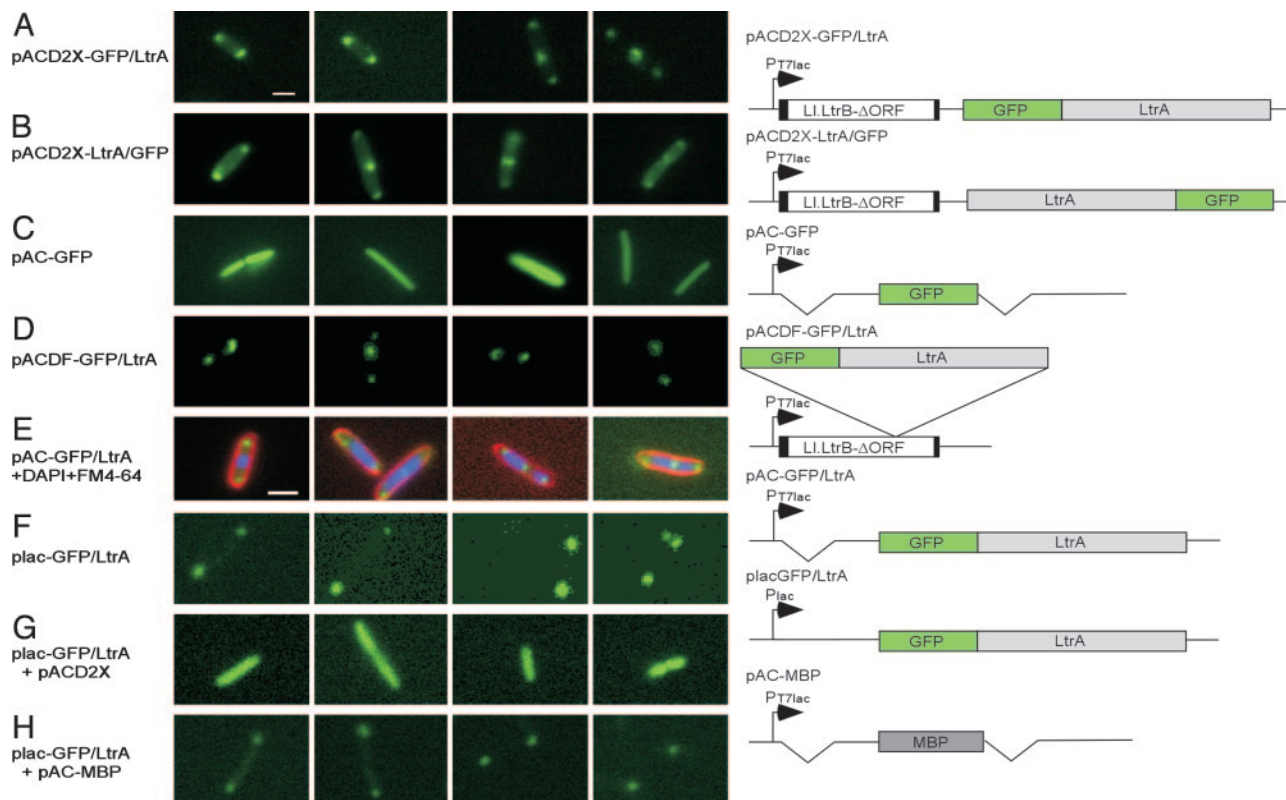 A
pACD2X-GFP/LtrA
B
pACD2X-LtrA/GFP
C
pAC-GFP
D
pACDF-GFP/LtrA
E
pAC-GFP/LtrA
+DAPI+FM4-64
F
plac-GFP/LtrA
G
plac-GFP/LtrA
+ pACD2X
H
plac-GFP/LtrA
+ pAC-MBP
pACD2X-GFP/LtrA
PT7lac
Ll.LtrB-ΔORF
GFP
LtrA
pACD2X-LtrA/GFP
PT7lac
Ll.LtrB-ΔORF
LtrA
GFP
pAC-GFP
PT7lac
GFP
pACDF-GFP/LtrA
GFP
LtrA
PT7lac
Ll.LtrB-ΔORF
pAC-GFP/LtrA
PT7lac
GFP
LtrA
placGFP/LtrA
Plac
GFP
LtrA
pAC-MBP
PT7lac
MBP